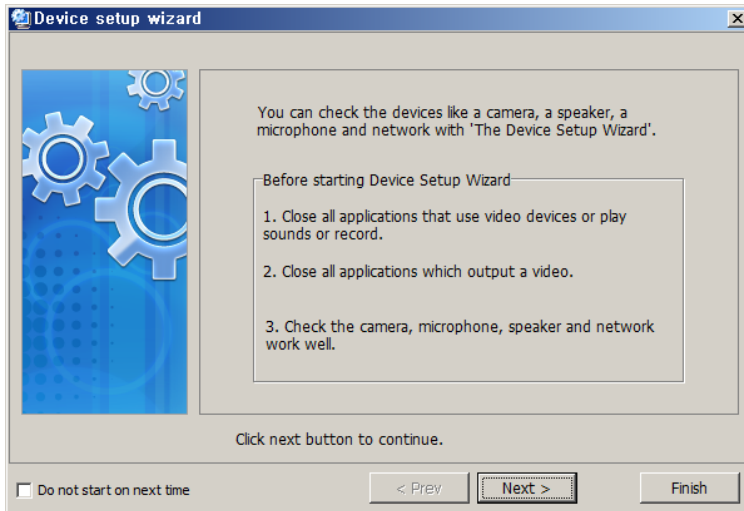 Device setup wizard
You can check the devices like a camera, a speaker, a
microphone and network with 'The Device Setup Wizard'.
Before starting Device Setup Wizard
1. Close all applications that use video devices or play
sounds or record.
2. Close all applications which output a video.
3. Check the camera, microphone, speaker and network
work well.
Click next button to continue.
Do not start on next time
< Prev
Next >
Finish